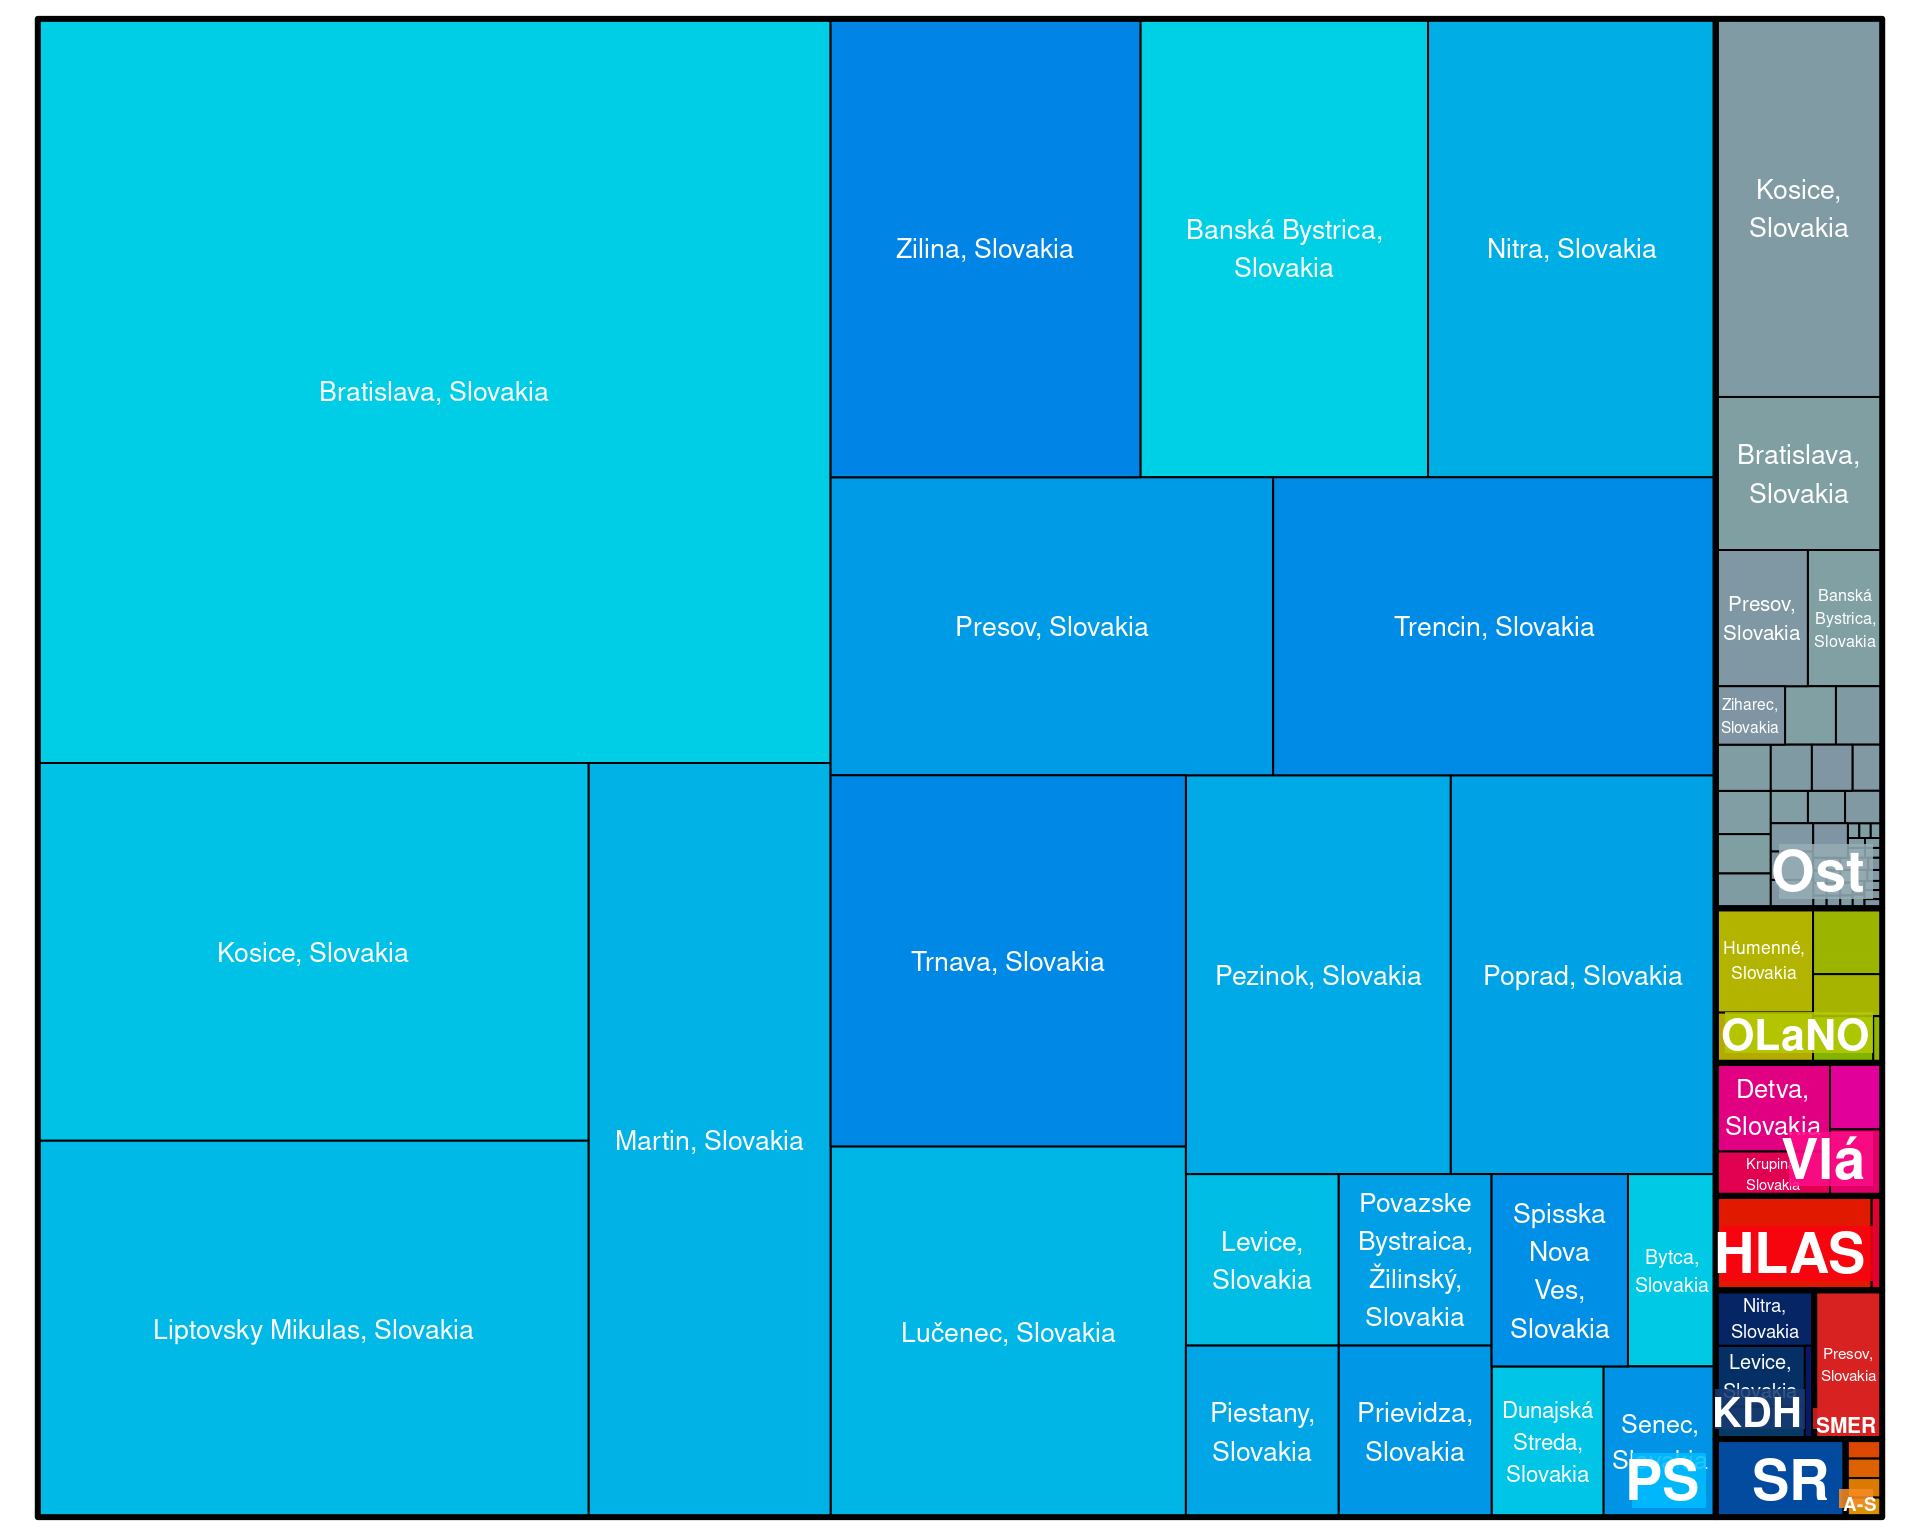 Bratislava, Slovakia
Zilina, Slovakia
Banská Bystrica,
Slovakia
Nitra, Slovakia
Presov, Slovakia
Trencin, Slovakia
Kosice, Slovakia
Martin, Slovakia
Liptovsky Mikulas, Slovakia
Trnava, Slovakia
Pezinok, Slovakia
Poprad, Slovakia
Lučenec, Slovakia
Levice,
Slovakia
Povazske
Bystraica,
Žilinský,
Slovakia
Spisska
Nova
Ves,
Slovakia
Bytca,
Slovakia
Piestany,
Slovakia
Prievidza,
Slovakia
Dunajská
Streda,
Slovakia
Senec,
Slovakia
PS
Kosice,
Slovakia
Bratislava,
Slovakia
Presov,
Slovakia
Banská
Bystrica,
Slovakia
Ziharec,
Slovakia
Ost
Humenné,
Slovakia
OLaNO
Detva,
Slovakia
Krupin
Slovakia
Vlá
HLAS
Nitra,
Slovakia
Levice,
Slovakia
KDH
Presov,
Slovakia
SMER
SR
A-S